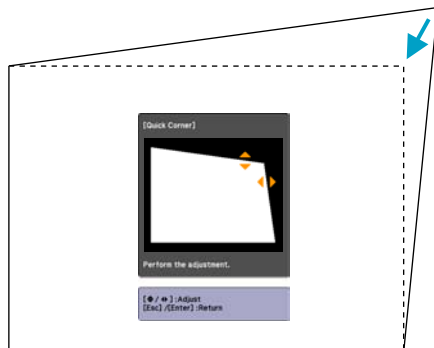 [Quick Corner]
Perform the adjustment.
[◆ / ◂▸ ] :Adjust
[Esc] /[Enter] :Return